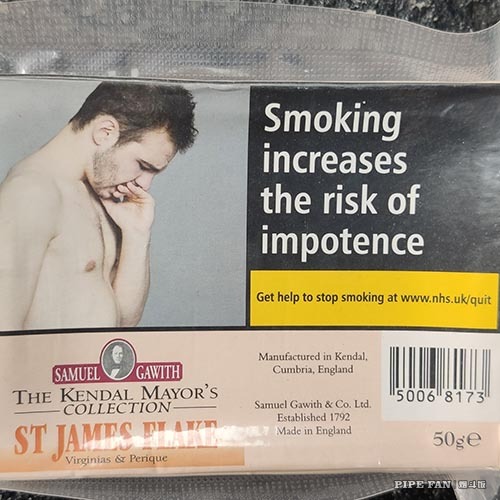 Smoking
increases
the risk of
impotence
Get help to stop smoking at www.nhs.uk/quit
SAMUEL GAWITH
THE KENDAL MAYOR'S
COLLECTION
ST JAMES FLAKE
Virginias & Perique
Manufactured in Kendal,
Cumbria, England
Samuel Gawith & Co. Ltd.
Established 1792
Made in England
5006 8173
50g℮
PIPE FAN